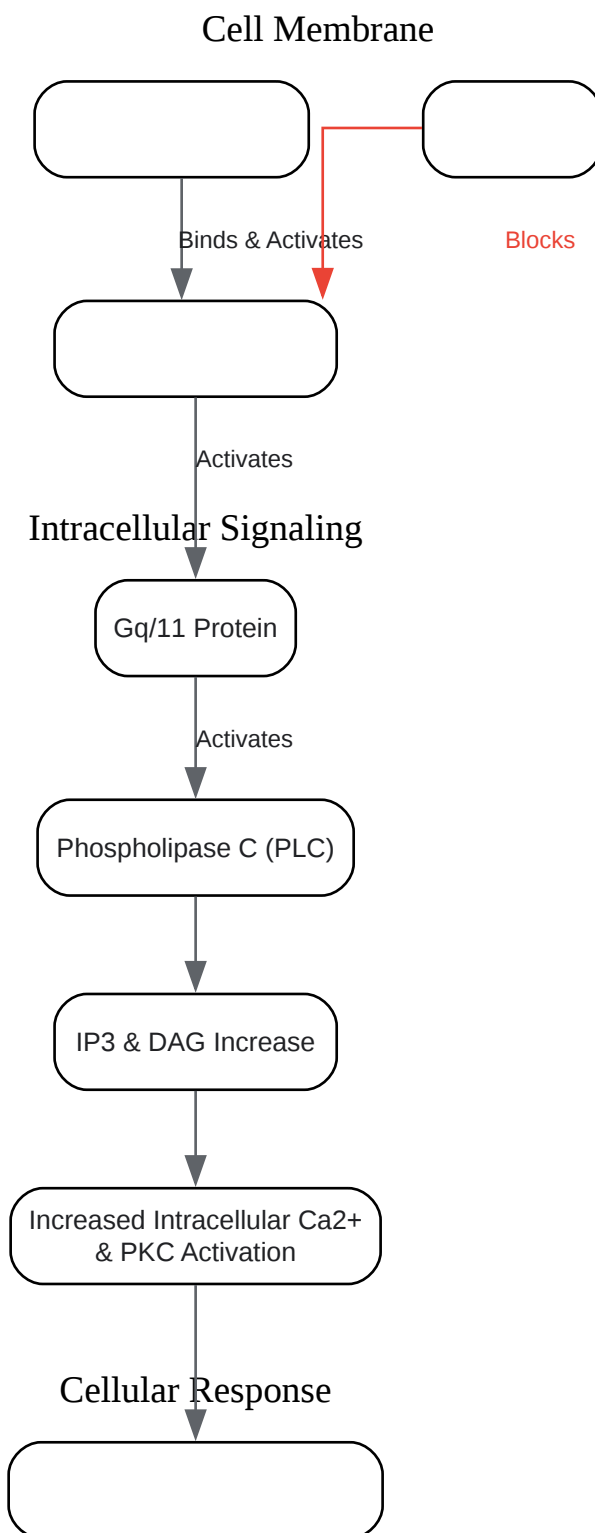 Cell Membrane
Binds & Activates
Blocks
Activates
Intracellular Signaling
Gq/11 Protein
Activates
Phospholipase C (PLC)
IP3 & DAG Increase
Increased Intracellular Ca2+
& PKC Activation
Cellular Response